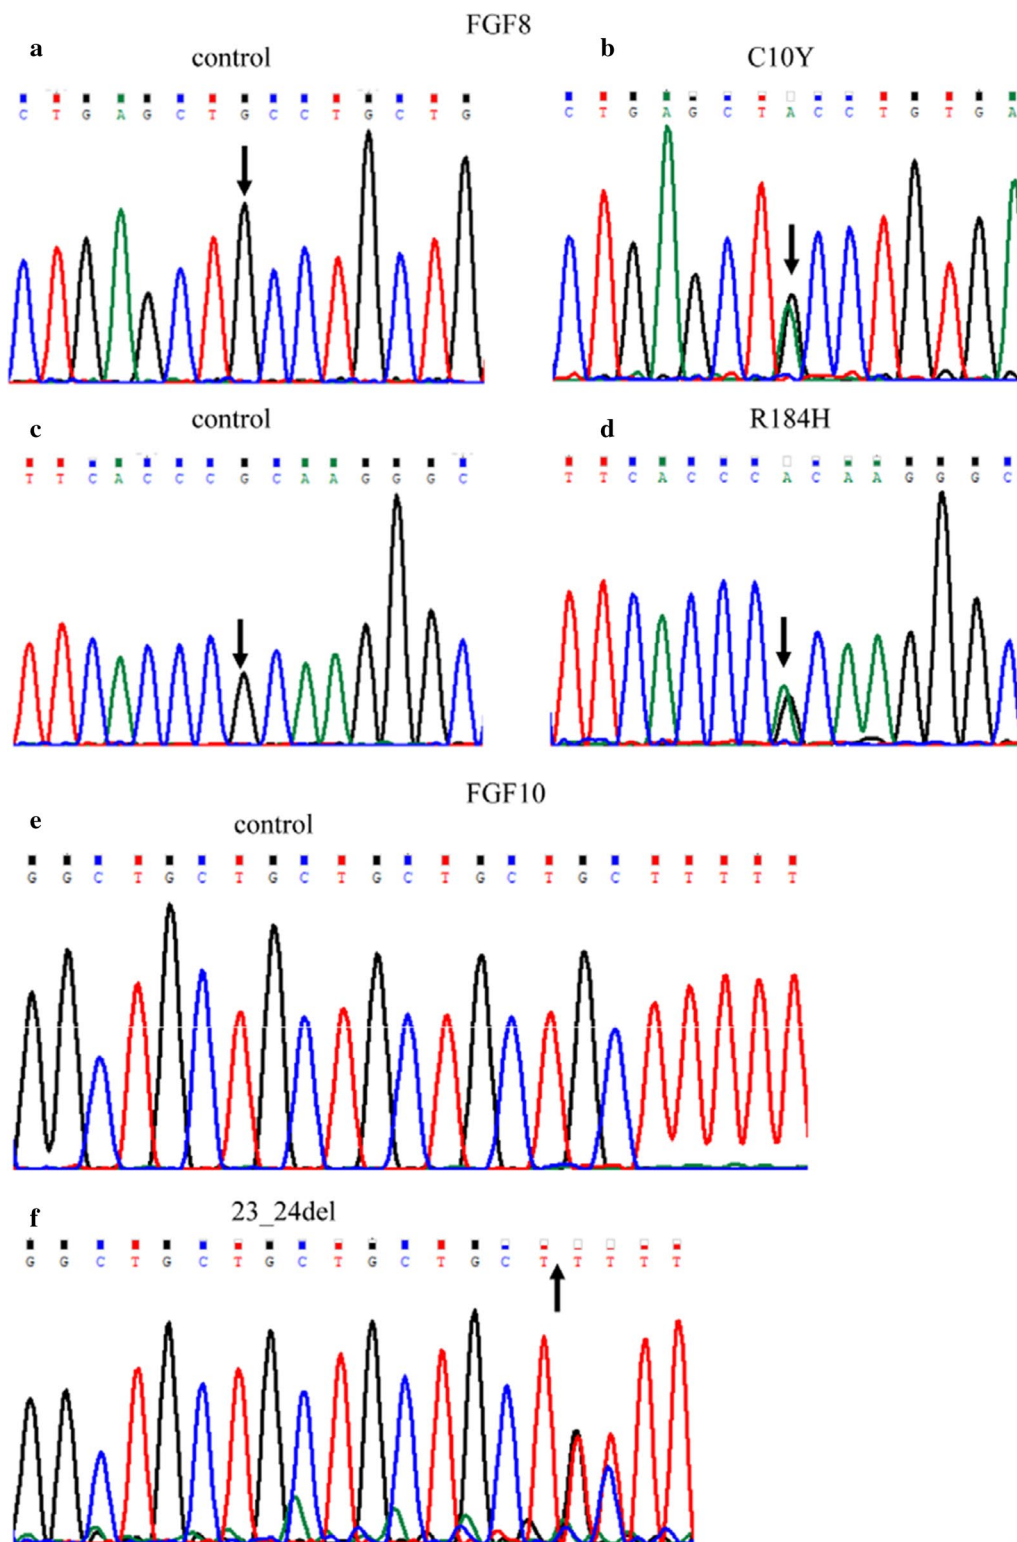 FGF8
a
control
C T G A G C T G C C T G C T G
b
C10Y
C T G A G C T A C C T G T G A
c
control
T T C A C C C G C A A G G G C
d
R184H
T T C A C C C A C A A G G G C
FGF10
e
control
G G C T G C T G C T G C T G C T G C T T T T T
f
23_24del
G G C T G C T G C T G C T G C T T T T T